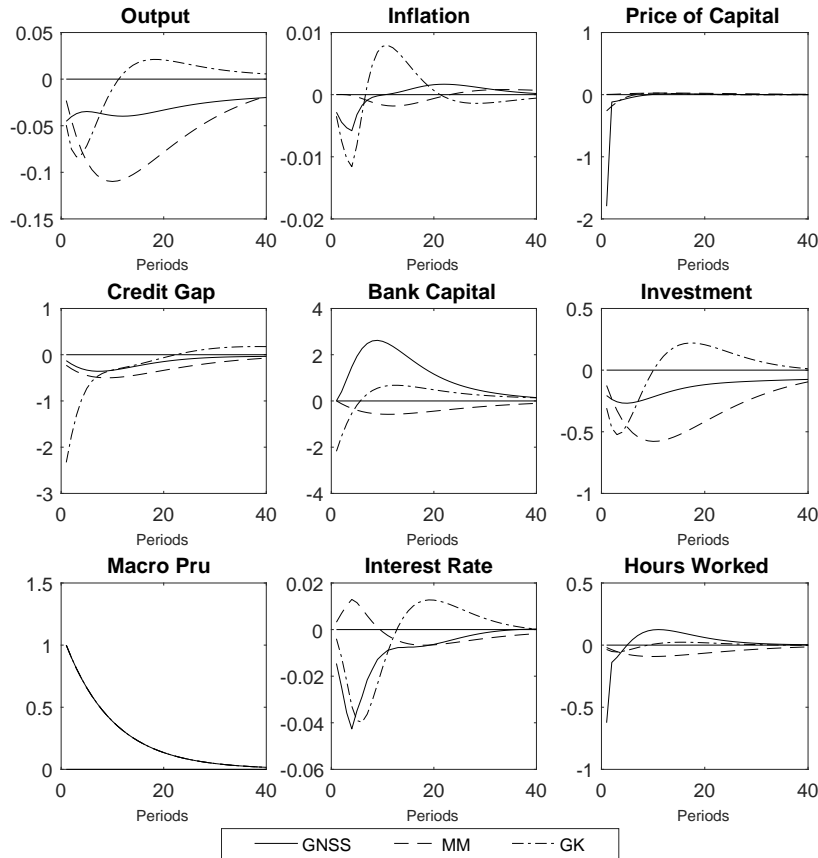 Output
Inflation
Price of Capital
0.05
0
-0.05
-0.1
-0.15
0 20 40
Periods
0.01
0
-0.01
-0.02
0 20 40
Periods
1
0
-1
-2
0 20 40
Periods
Credit Gap
Bank Capital
Investment
1
0
-1
-2
-3
0 20 40
Periods
4
2
0
-2
-4
0 20 40
Periods
0.5
0
-0.5
-1
0 20 40
Periods
Macro Pru
Interest Rate
Hours Worked
1.5
1
0.5
0
0 20 40
Periods
0.02
0
-0.02
-0.04
-0.06
0 20 40
Periods
0.5
0
-0.5
-1
0 20 40
Periods
GNSS MM GK